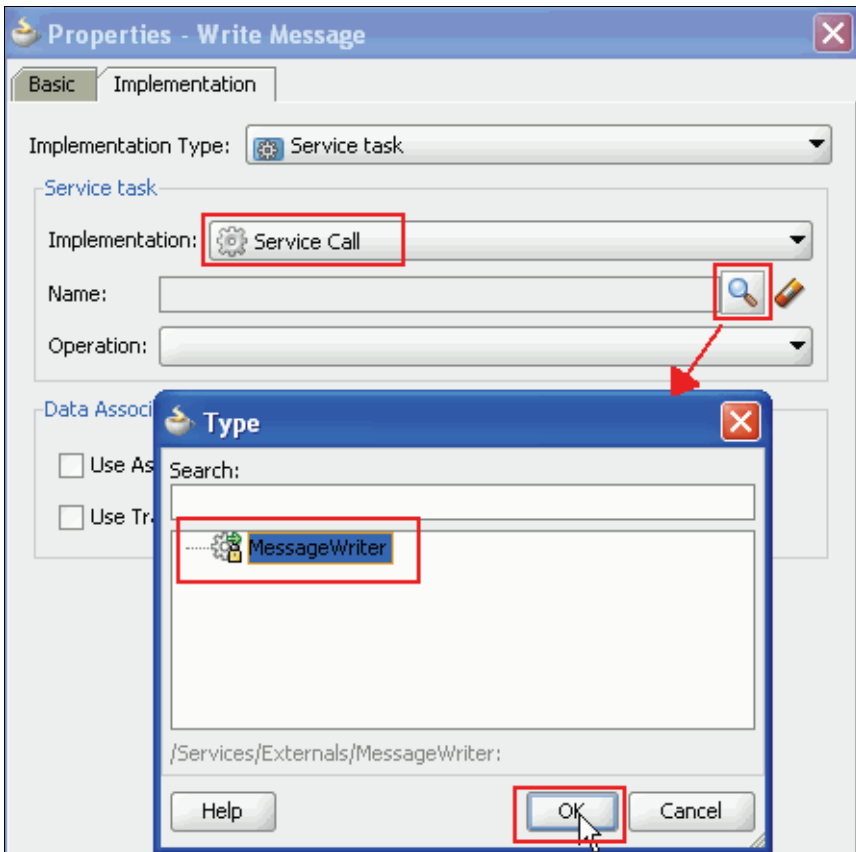 Properties - Write Message
Basic Implementation
Implementation Type: Service task
Service task
Implementation: Service Call
Name:
Operation:
Data Associ
Type
Use As
Search:
Use Tra
MessageWriter
/Services/Externals/MessageWriter:
Help OK Cancel